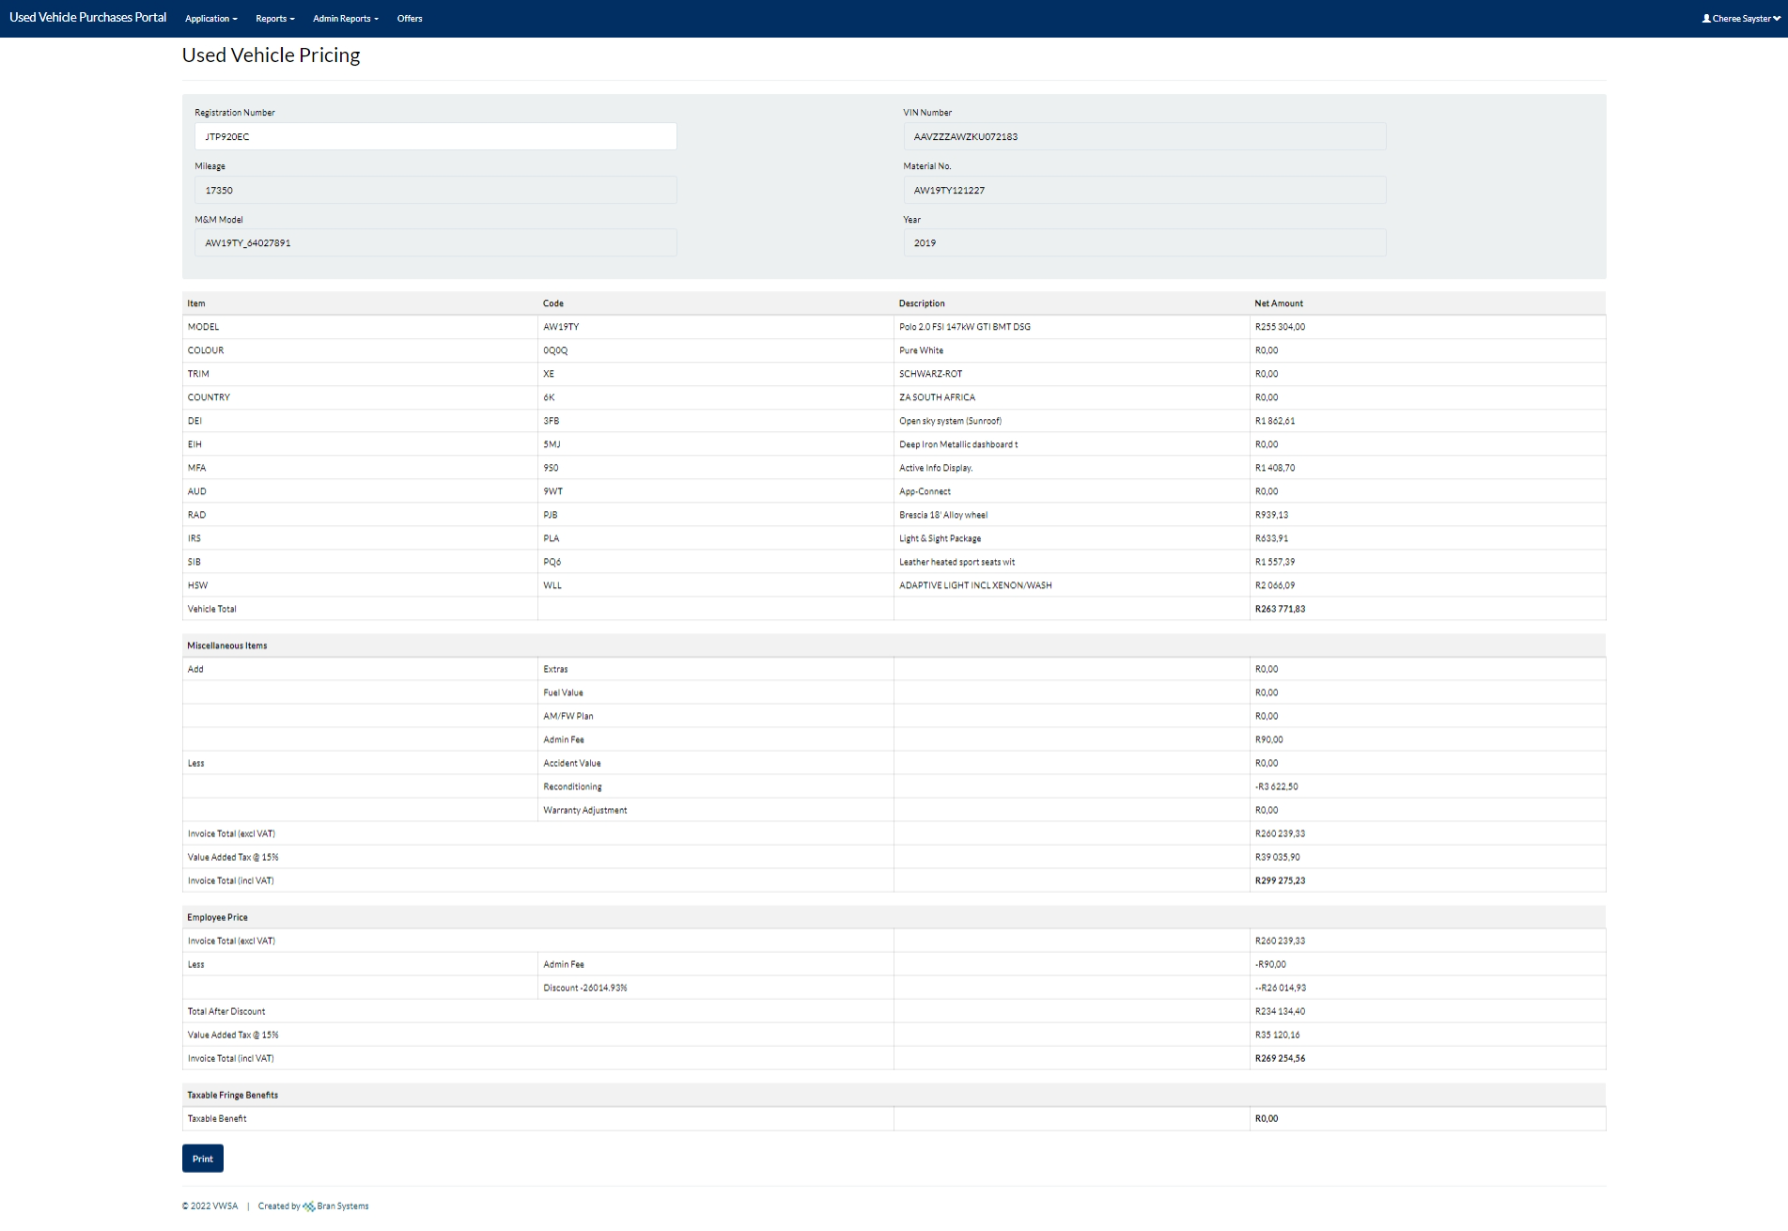 Used Vehicle Purchases Portal Application Reports Admin Reports Offers Cheree Sayster
Used Vehicle Pricing
Registration Number VIN Number
JTP920EC AAVZZZAWZKU072183
Mileage Material No.
17350 AW19TY121227
M&M Model Year
AW19TY_64027891 2019
Item Code Description Net Amount
MODEL AW19TY Polo 2.0 FSI 147kW GTI BMT DSG R255 304,00
COLOUR 0Q0Q Pure White R0,00
TRIM XE SCHWARZ-ROT R0,00
COUNTRY 6K ZA SOUTH AFRICA R0,00
DEI 3FB Open sky system (Sunroof) R1 862,61
EIH 5MJ Deep Iron Metallic dashboard t R0,00
MFA 9S0 Active Info Display. R1 408,70
AUD 9WT App-Connect R0,00
RAD PJB Brescia 18' Alloy wheel R939,13
IRS PLA Light & Sight Package R633,91
SIB PQ6 Leather heated sport seats wit R1 557,39
HSW WLL ADAPTIVE LIGHT INCL XENON/WASH R2 066,09
Vehicle Total R263 771,83
Miscellaneous Items
Add Extras R0,00
Fuel Value R0,00
AM/FW Plan R0,00
Admin Fee R90,00
Less Accident Value R0,00
Reconditioning -R3 622,50
Warranty Adjustment R0,00
Invoice Total (excl VAT) R260 239,33
Value Added Tax @ 15% R39 035,90
Invoice Total (incl VAT) R299 275,23
Employee Price
Invoice Total (excl VAT) R260 239,33
Less Admin Fee -R90,00
Discount -26014.93% --R26 014,93
Total After Discount R234 134,40
Value Added Tax @ 15% R35 120,16
Invoice Total (incl VAT) R269 254,56
Taxable Fringe Benefits
Taxable Benefit R0,00
Print
© 2022 VWSA | Created by Bran Systems